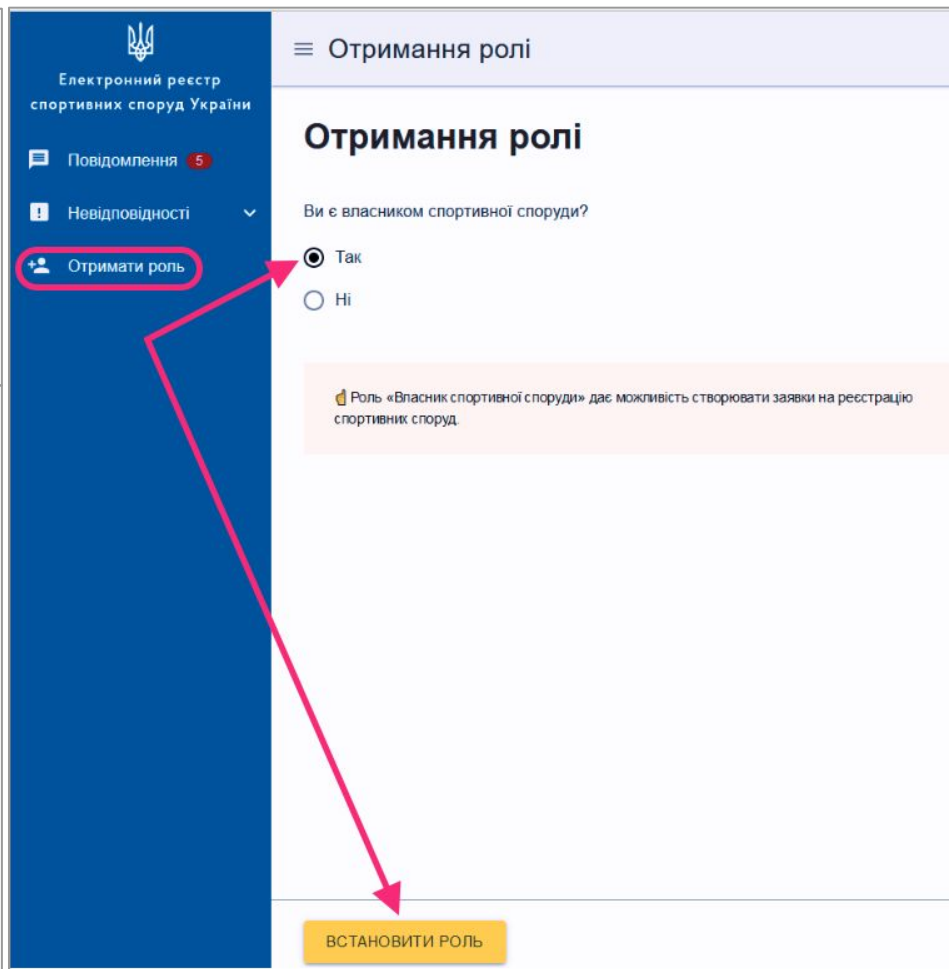 Електронний реєстр
спортивних споруд України
Повідомлення 5
Невідповідності
Отримати роль
Отримання ролі
Отримання ролі
Ви є власником спортивної споруди?
Так
Ні
Роль «Власник спортивної споруди» дає можливість створювати заявки на реєстрацію
спортивних споруд.
ВСТАНОВИТИ РОЛЬ